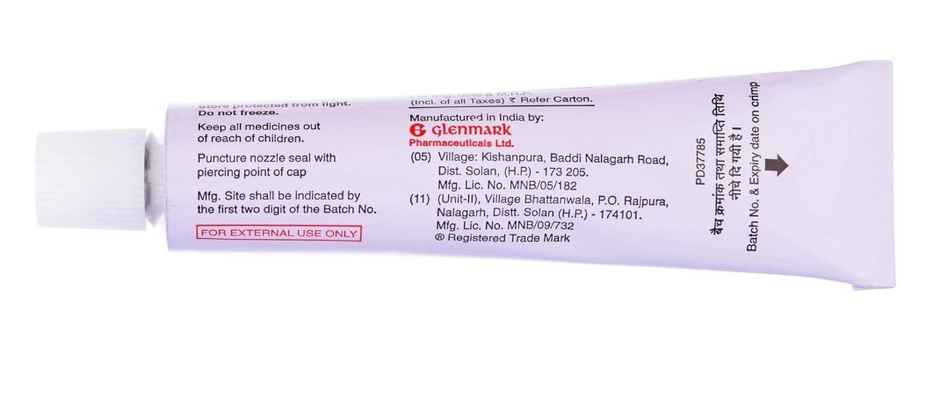 store protected from light.
Do not freeze.
Keep all medicines out
of reach of children.
Puncture nozzle seal with
piercing point of cap
Mfg. Site shall be indicated by
the first two digit of the Batch No.
FOR EXTERNAL USE ONLY
(Incl. of all Taxes) ₹ Refer Carton.
Manufactured in India by:
G GLENMARK
Pharmaceuticals Ltd.
(05) Village: Kishanpura, Baddi Nalagarh Road,
Dist. Solan, (H.P.) - 173 205.
Mfg. Lic. No. MNB/05/182
(11) (Unit-II), Village Bhattanwala, P.O. Rajpura,
Nalagarh, Distt. Solan (H.P.) - 174101.
Mfg. Lic. No. MNB/09/732
® Registered Trade Mark
PD37785
बैच क्रमांक तथा समाप्ति तिथि
नीचे दि गयी है।
Batch No. & Expiry date on crimp